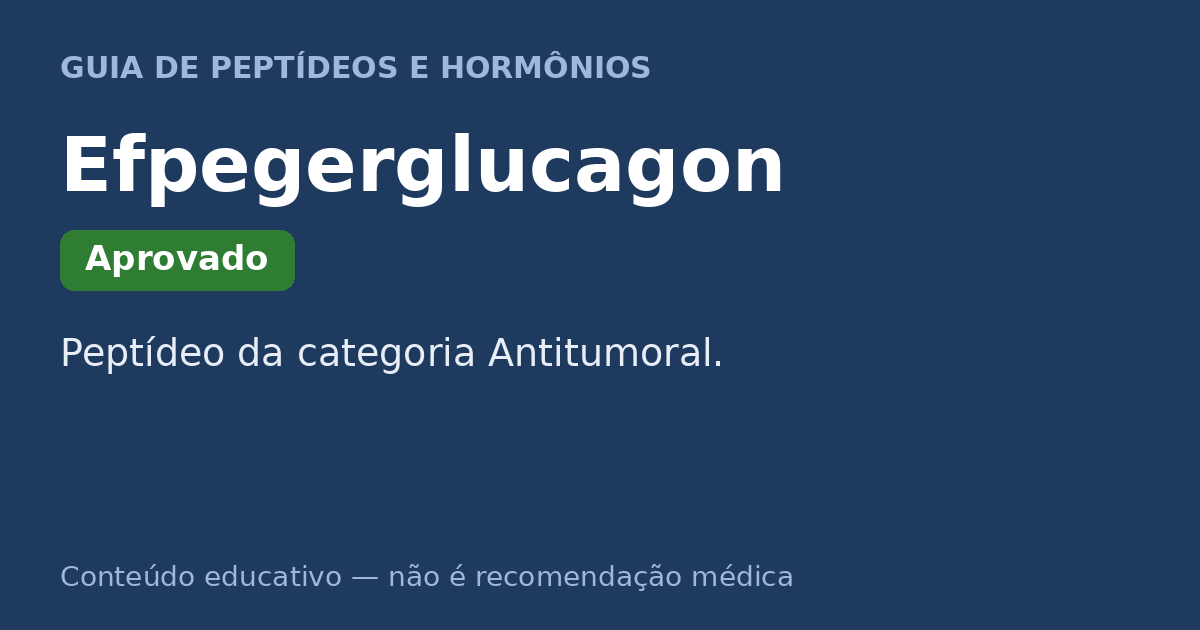 GUIA DE PEPTÍDEOS E HORMÔNIOS
Efpegerglucagon
Aprovado
Peptídeo da categoria Antitumoral.
Conteúdo educativo — não é recomendação médica